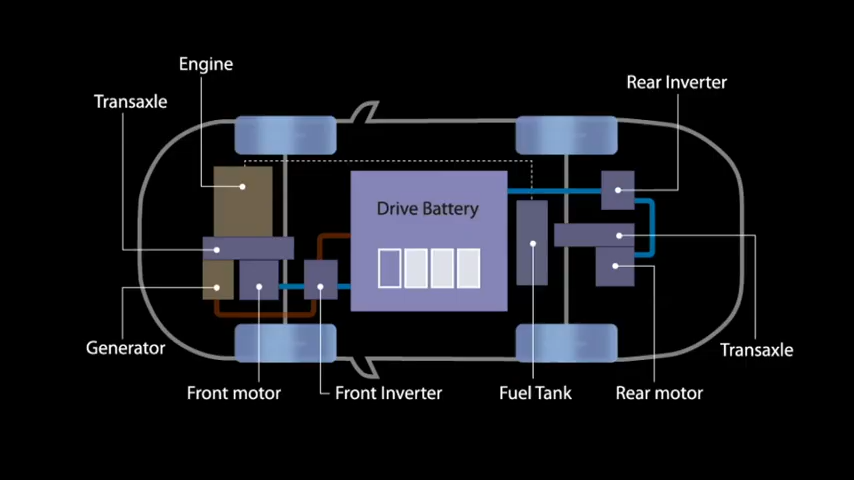 Engine
Transaxle
Rear Inverter
Drive Battery
Generator
Transaxle
Front motor
Front Inverter
Fuel Tank
Rear motor